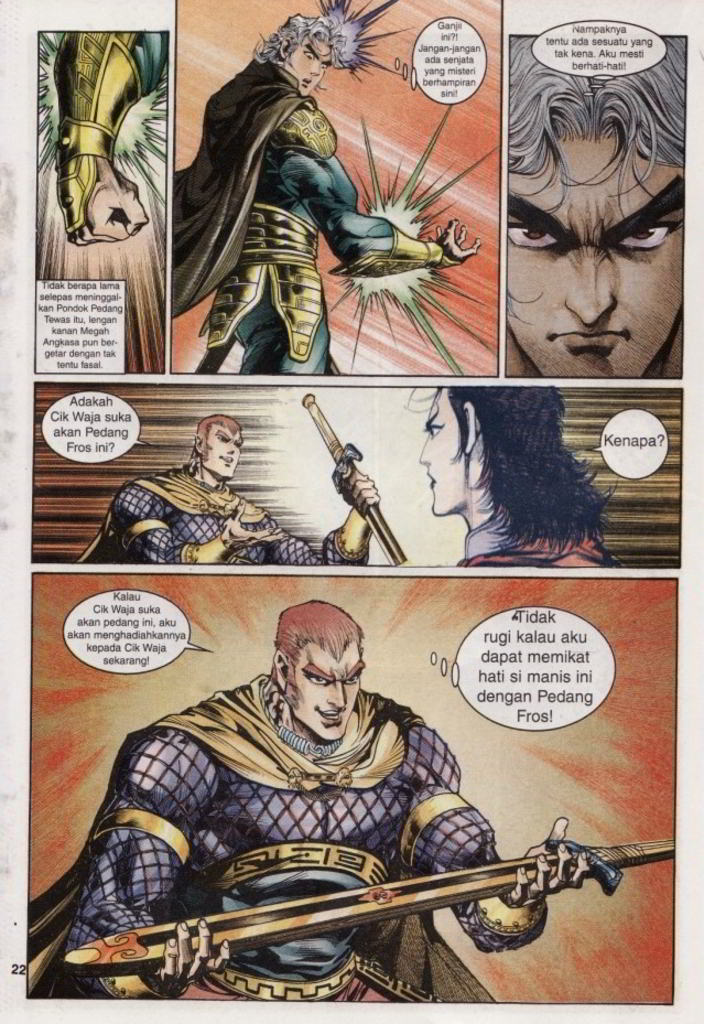 Tidak berapa lama
selepas meninggal-
kan Pondok Pedang
Tewas itu, lengan
kanan Megah
Angkasa pun ber-
getar dengan tak
tentu fasal.
Ganjil
ini?!
Jangan-jangan
ada senjata
yang misteri
berhampiran
sini!
Nampaknya
tentu ada sesuatu yang
tak kena. Aku mesti
berhati-hati!
Adakah
Cik Waja suka
akan Pedang
Fros ini?
Kenapa?
Kalau
Cik Waja suka
akan pedang ini, aku
akan menghadiahkannya
kepada Cik Waja
sekarang!
Tidak
rugi kalau aku
dapat memikat
hati si manis ini
dengan Pedang
Fros!
22